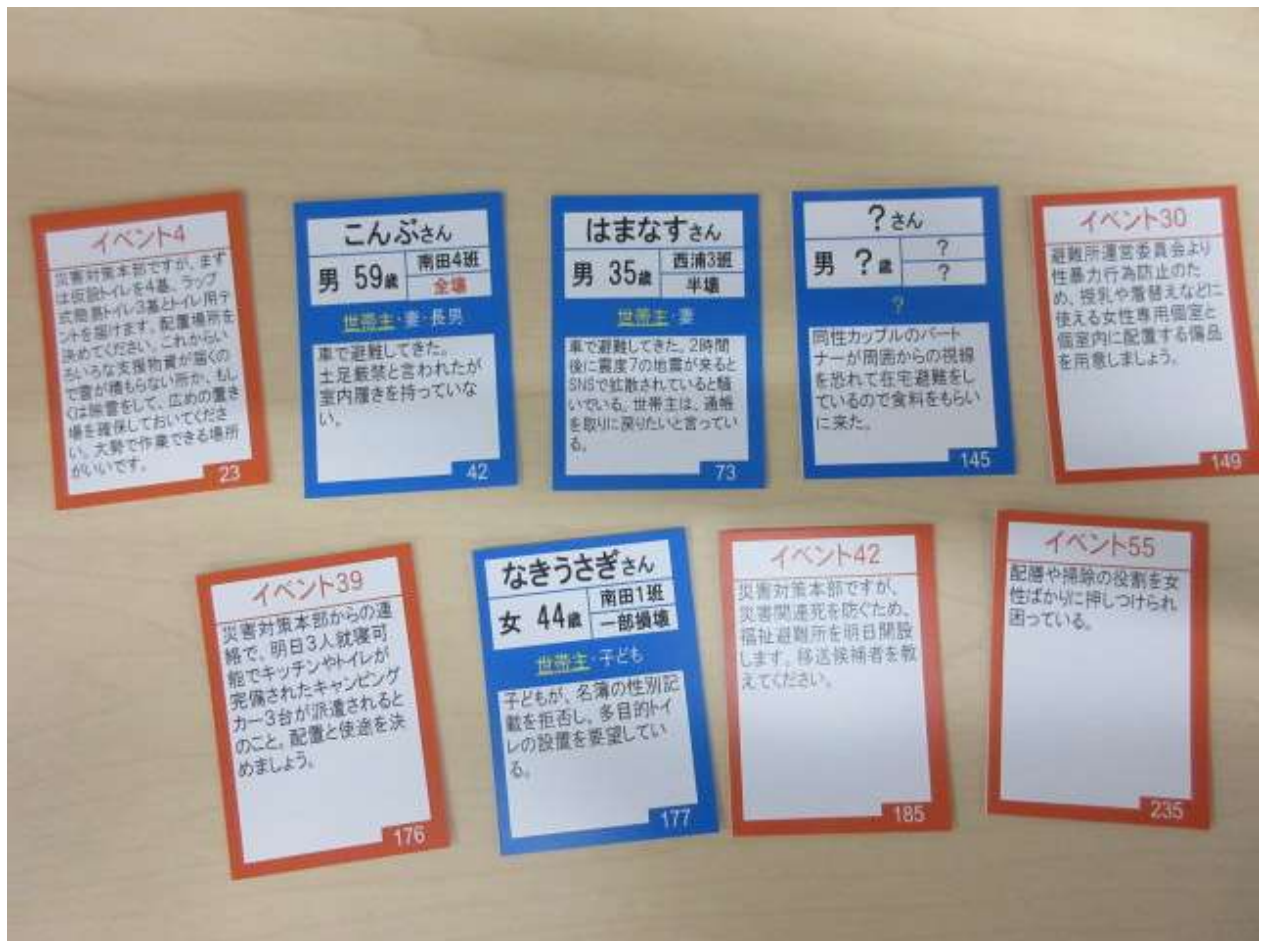 イベント4
災害対策本部ですが、まず
は仮設トイレを4基、ラップ
式簡易トイレ3基とトイレ用テ
ントを届けます。配置場所を
決めてください。これからい
ろいろな支援物資が届くの
で雪が積もらない所か、もし
くは除雪をして、広めの置き
場を確保しておいてくださ
い。大勢で作業できる場所
がいいです。
23
こんぶさん
男 59歳
南田4班
全壊
世帯主・妻・長男
車で避難してきた。
土足厳禁と言われたが
室内履きを持っていな
い。
42
はまなすさん
男 35歳
西浦3班
半壊
世帯主・妻
車で避難してきた。2時間
後に震度7の地震が来ると
SNSで拡散されていると騒
いでいる。世帯主は、通帳
を取りに戻りたいと言ってい
る。
73
?さん
男 ?歳
?
?
?
同性カップルのパート
ナーが周囲からの視線
を恐れて在宅避難をし
ているので食料をもらい
に来た。
145
イベント30
避難所運営委員会より
性暴力行為防止のた
め、授乳や着替えなどに
使える女性専用個室と
個室内に配置する備品
を用意しましょう。
149
イベント39
災害対策本部からの連
絡で、明日3人就寝可
能でキッチンやトイレが
完備されたキャンピング
カー3台が派遣されると
のこと。配置と使途を決
めましょう。
176
なきうさぎさん
女 44歳
南田1班
一部損壊
世帯主・子ども
子どもが、名簿の性別記
載を拒否し、多目的トイ
レの設置を要望してい
る。
177
イベント42
災害対策本部ですが、
災害関連死を防ぐため、
福祉避難所を明日開設
します。移送候補者を教
えてください。
185
イベント55
配膳や掃除の役割を女
性ばかりに押しつけられ
困っている。
235